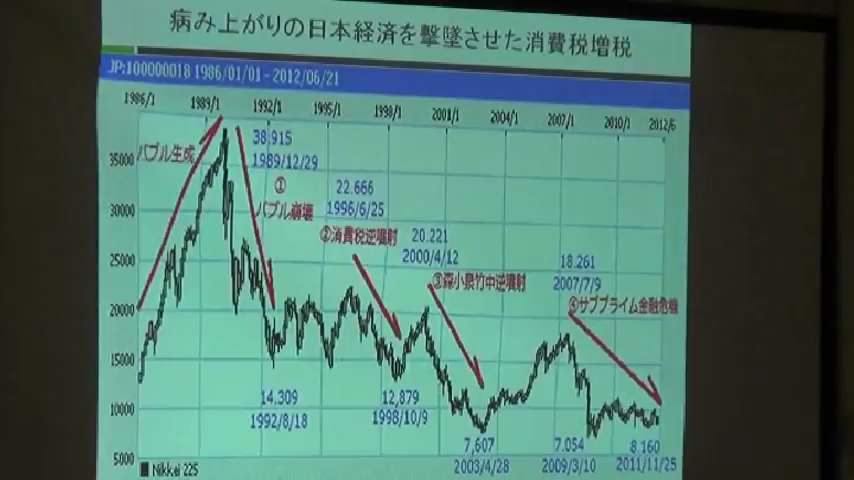 病み上がりの日本経済を撃墜させた消費税増税
JP:100000018 1986/01/01 - 2012/06/21
1986/1 1989/1 1992/1 1995/1 1998/1 2001/1 2004/1 2007/1 2010/1 2012/6
バブル生成
38,915
1989/12/29
①
バブル崩壊
22.666
1996/6/25
②消費税逆噴射
20.221
2000/4/12
③森小泉竹中逆噴射
18.261
2007/7/9
④サブプライム金融危機
35000
30000
25000
20000
15000
10000
5000
14.309
1992/8/18
12,879
1998/10/9
7,607
2003/4/28
7.054
2009/3/10
8.160
2011/11/25
Nikkei 225